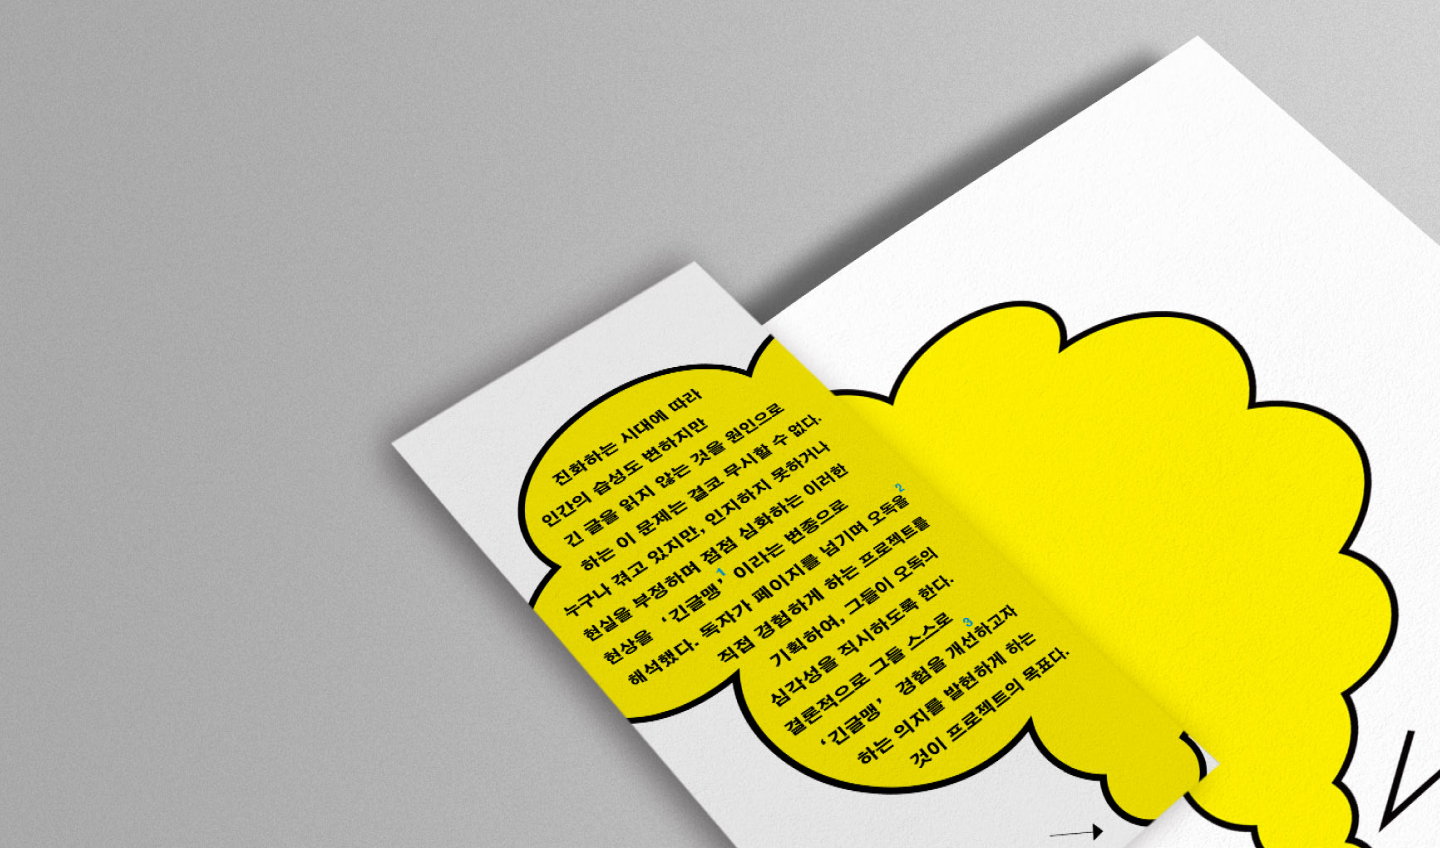 진화하는 시대에 따라
인간의 습성도 변하지만
긴 글을 읽지 않는 것을 원인으로
하는 이 문제는 결코 무시할 수 없다.
누구나 겪고 있지만, 인지하지 못하거나
현실을 부정하며 점점 심화하는 이러한
현상을 ‘긴글맹’1 이라는 변종으로
해석했다. 독자가 페이지를 넘기며 오독을2
직접 경험하게 하는 프로젝트를
기획하여, 그들이 오독의
심각성을 직시하도록 한다.
결론적으로 그들 스스로
‘긴글맹’ 경험을 개선하고자3
하는 의지를 발현하게 하는
것이 프로젝트의 목표다.